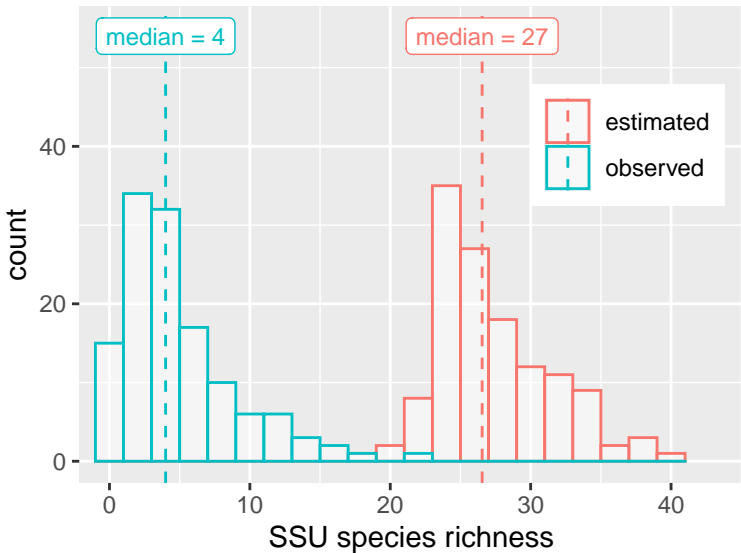 median = 4
median = 27
estimated
observed
count
40
20
0
0
10
20
30
40
SSU species richness